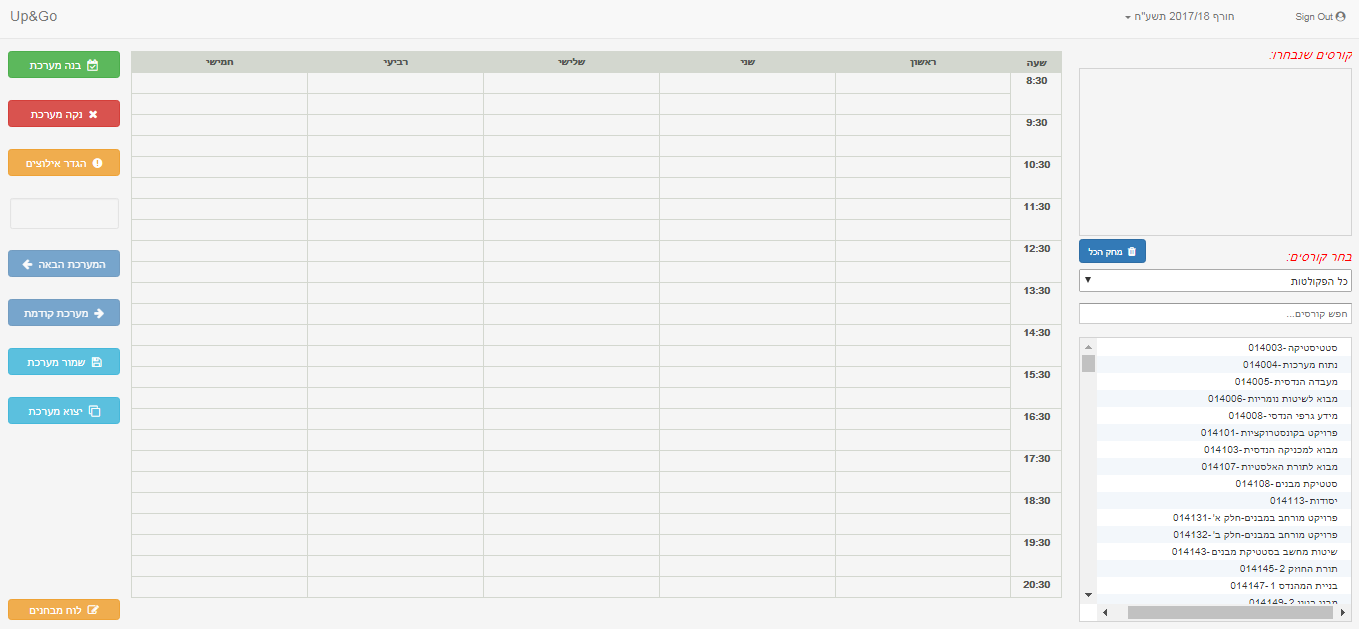 Up&Go
חורף 2017/18 תשע"ח
Sign Out
קורסים שנבחרו:
מחק הכל
בחר קורסים:
כל הפקולטות
חפש קורסים...
סטטיסטיקה-014003
נתוח מערכות-014004
מעבדה הנדסית-014005
מבוא לשיטות נומריות-014006
מידע גרפי הנדסי-014008
פרויקט בקונסטרוקציות-014101
מבוא למכניקה הנדסית-014103
מבוא לתורת האלסטיות-014107
סטטיקת מבנים-014108
יסודות-014113
פרויקט מורחב במבנים-חלק א'-014131
פרויקט מורחב במבנים-חלק ב'-014132
שיטות מחשב בסטטיקת מבנים-014143
תורת החוזק 2-014145
בניית המהנדס 1-014147
מבני בטון 2-014149
שעה
ראשון
שני
שלישי
רביעי
חמישי
8:30
9:30
10:30
11:30
12:30
13:30
14:30
15:30
16:30
17:30
18:30
19:30
20:30
בנה מערכת
נקה מערכת
הגדר אילוצים
המערכת הבאה
מערכת קודמת
שמור מערכת
יצוא מערכת
לוח מבחנים